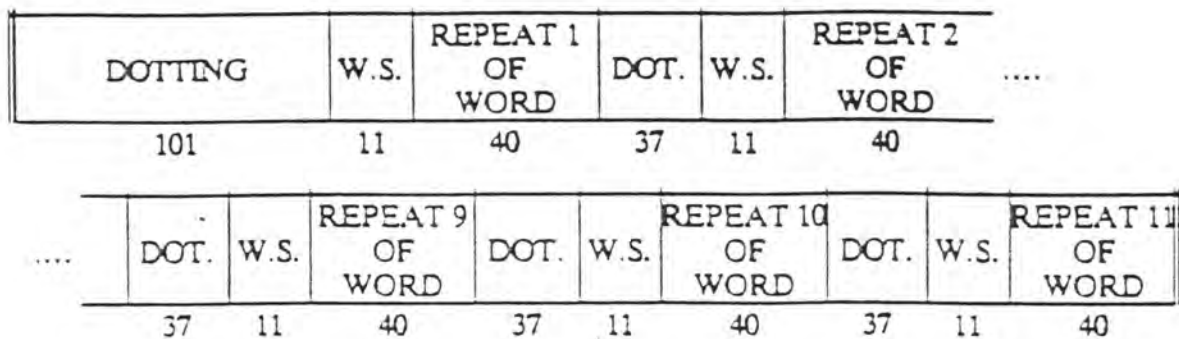 DOTTING W.S. REPEAT 1 OF WORD DOT. W.S. REPEAT 2 OF WORD ....
101 11 40 37 11 40
.... DOT. W.S. REPEAT 9 OF WORD DOT. W.S. REPEAT 10 OF WORD DOT. W.S. REPEAT 11 OF WORD
37 11 40 37 11 40 37 11 40